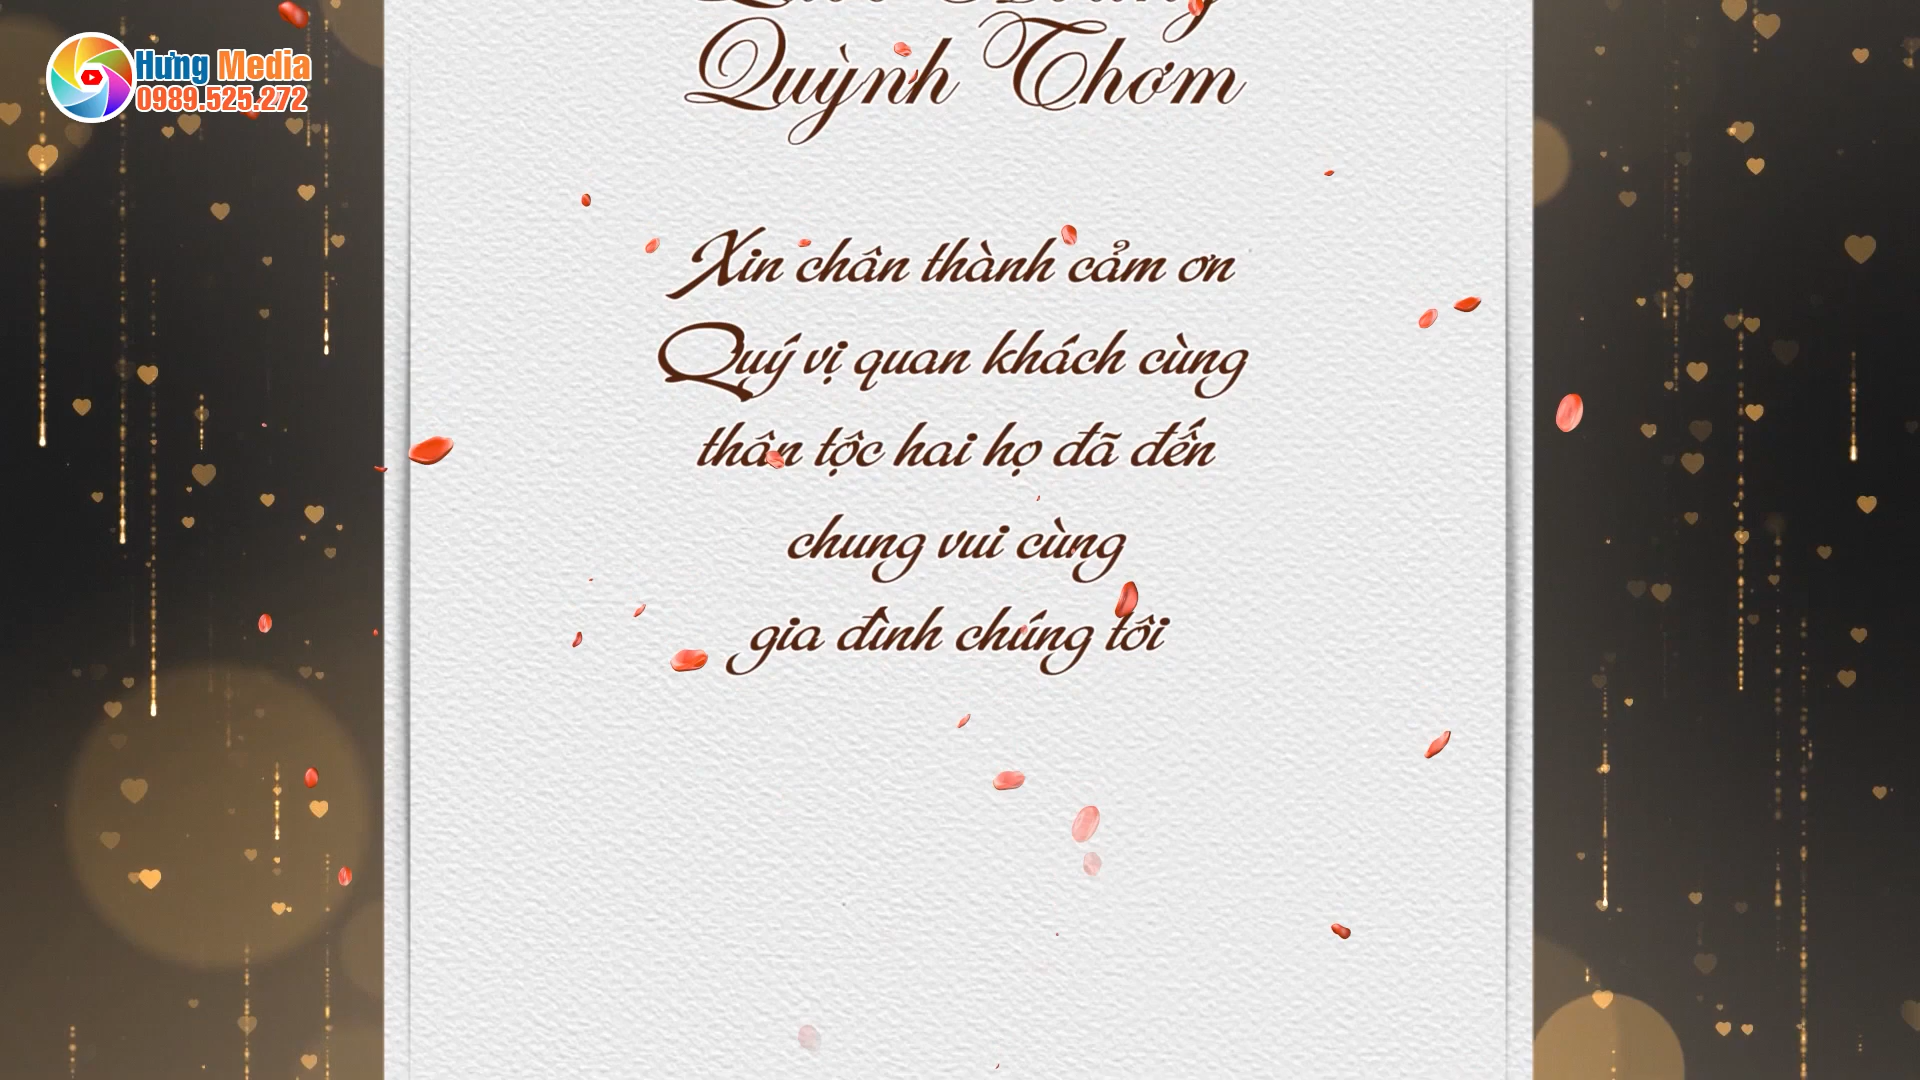 Hưng Media
0989.525.272
Quỳnh Thơm
Xin chân thành cảm ơn
Quý vị quan khách cùng
thân tộc hai họ đã đến
chung vui cùng
gia đình chúng tôi